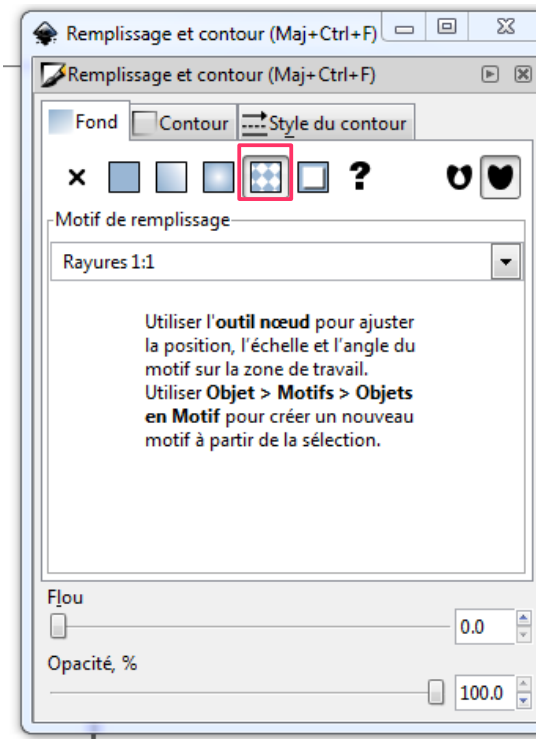 Remplissage et contour (Maj+Ctrl+F)
Remplissage et contour (Maj+Ctrl+F)
Fond Contour Style du contour
?
Motif de remplissage
Rayures 1:1
Utiliser l'outil nœud pour ajuster
la position, l'échelle et l'angle du
motif sur la zone de travail.
Utiliser Objet > Motifs > Objets
en Motif pour créer un nouveau
motif à partir de la sélection.
Flou
0.0
Opacité, %
100.0